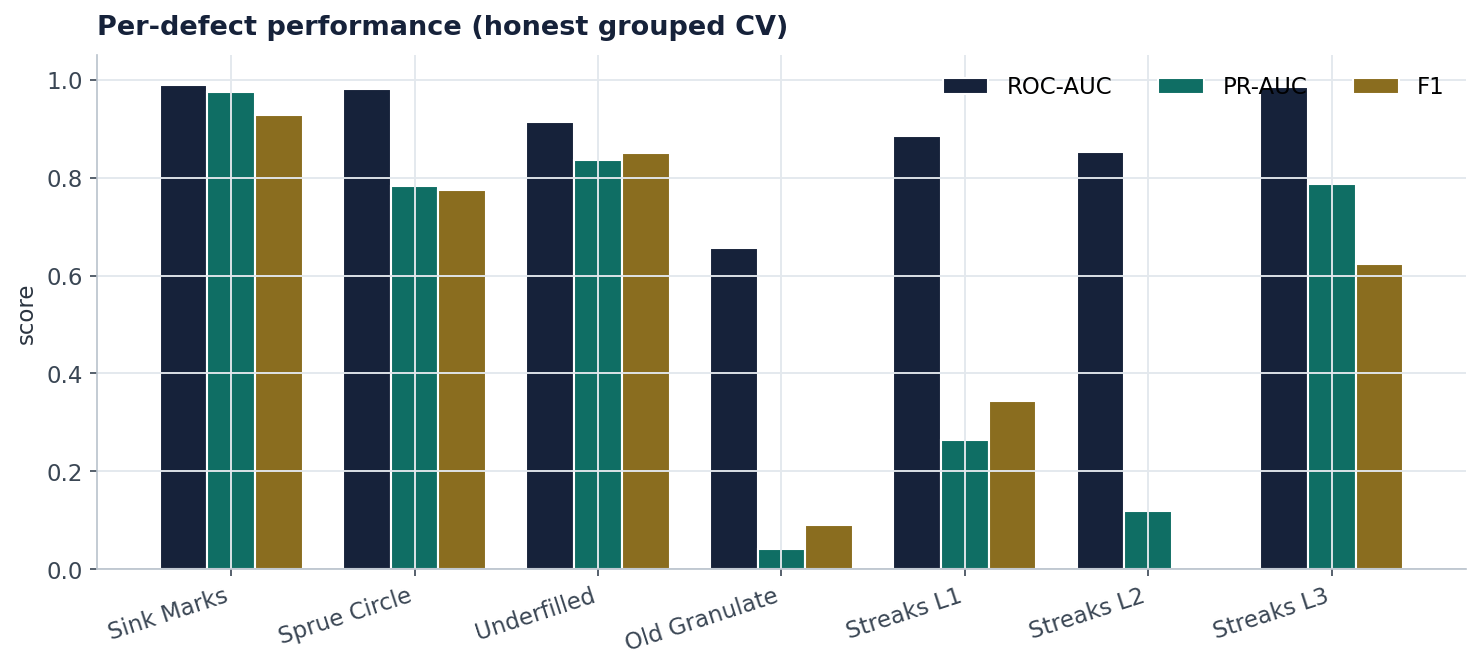 Per-defect performance (honest grouped CV)
ROC-AUC PR-AUC F1
score
1.0
0.8
0.6
0.4
0.2
0.0
Sink Marks
Sprue Circle
Underfilled
Old Granulate
Streaks L1
Streaks L2
Streaks L3